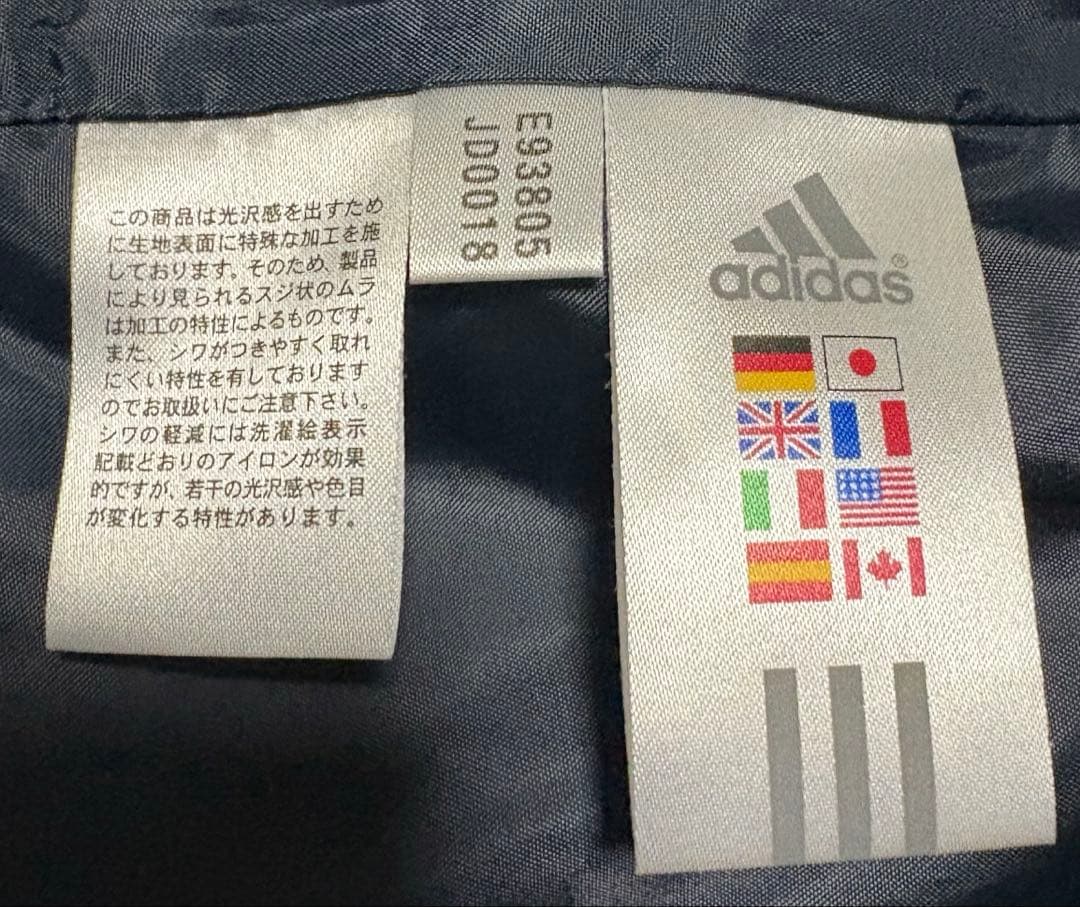 この商品は光沢感を出すため
に生地表面に特殊な加工を施
しております。そのため、製品
により見られるスジ状のムラ
は加工の特性によるものです。
また、シワがつきやすく取れ
にくい特性を有しております
のでお取扱いにご注意下さい。
シワの軽減には洗濯絵表示
記載どおりのアイロンが効果
的ですが、若干の光沢感や色目
が変化する特性があります。
E93805
JD0018
adidas®